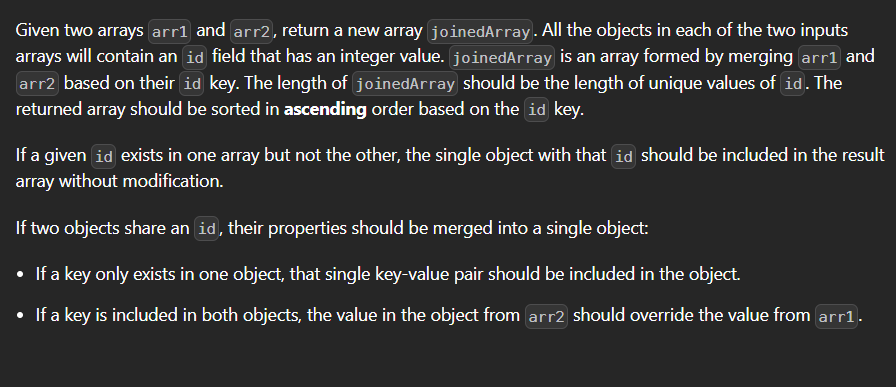 Given two arrays arr1 and arr2, return a new array joinedArray. All the objects in each of the two inputs
arrays will contain an id field that has an integer value. joinedArray is an array formed by merging arr1 and
arr2 based on their id key. The length of joinedArray should be the length of unique values of id. The
returned array should be sorted in ascending order based on the id key.
If a given id exists in one array but not the other, the single object with that id should be included in the result
array without modification.
If two objects share an id, their properties should be merged into a single object:
• If a key only exists in one object, that single key-value pair should be included in the object.
• If a key is included in both objects, the value in the object from arr2 should override the value from arr1.